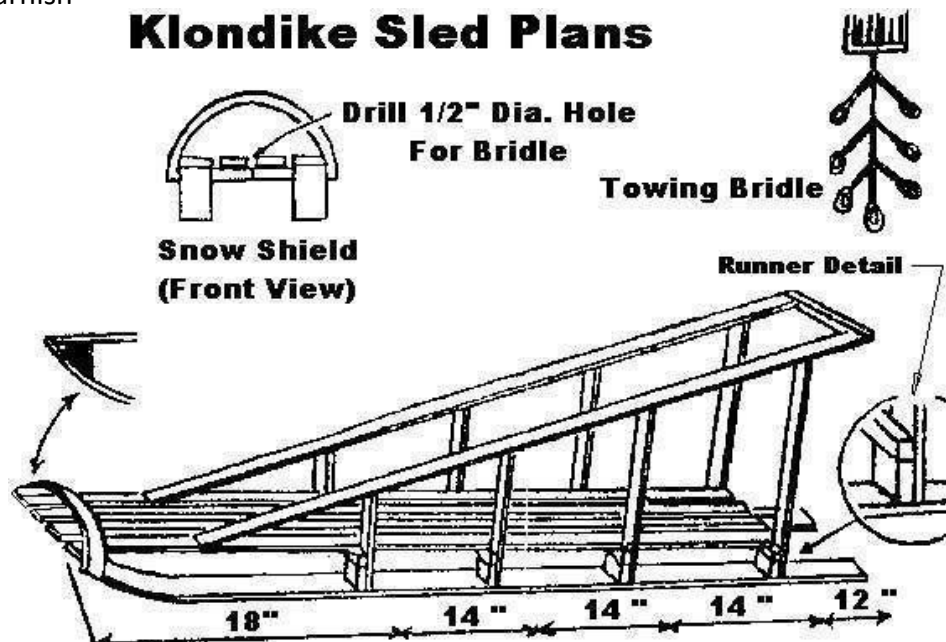 Klondike Sled Plans
Drill 1/2" Dia. Hole
For Bridle
Towing Bridle
Snow Shield
(Front View)
Runner Detail
18"
14 "
14 "
14 "
12 "